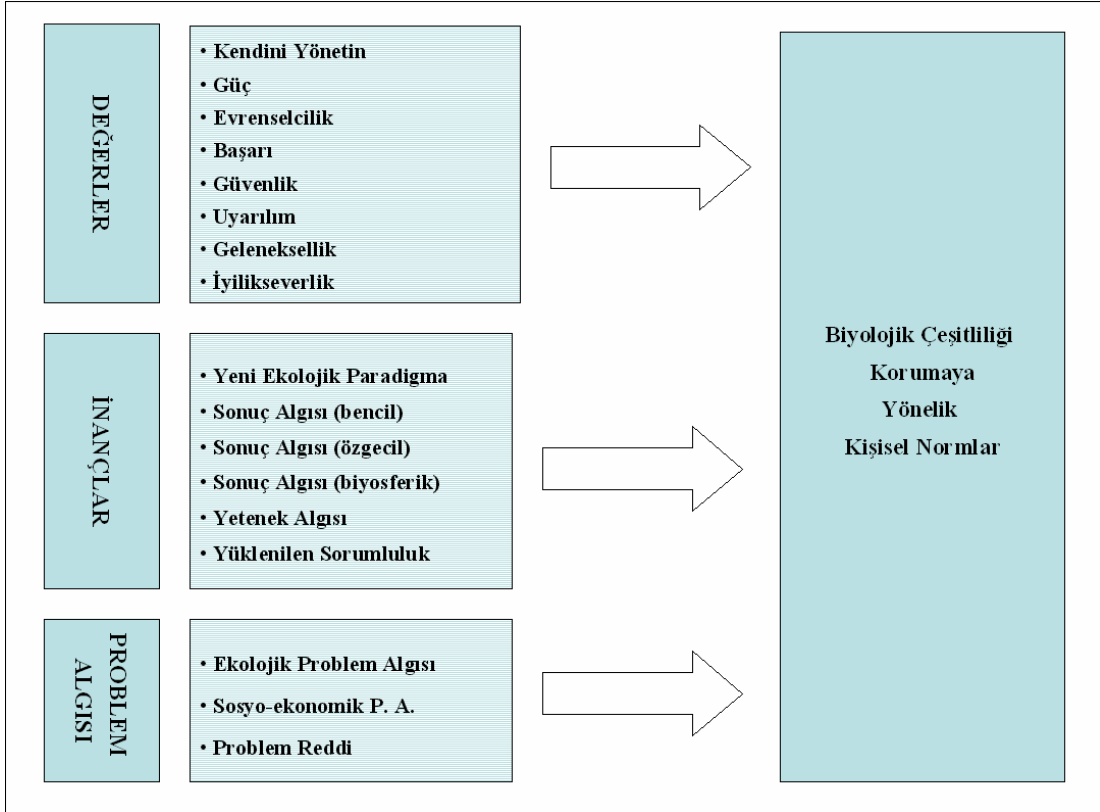 DEĞERLER
• Kendini Yönetin
• Güç
• Evrenselcilik
• Başarı
• Güvenlik
• Uyarılım
• Geleneksellik
• İyilikseverlik
İNANÇLAR
• Yeni Ekolojik Paradigma
• Sonuç Algısı (bencil)
• Sonuç Algısı (özgecil)
• Sonuç Algısı (biyosferik)
• Yetenek Algısı
• Yüklenilen Sorumluluk
PROBLEM
ALGISI
• Ekolojik Problem Algısı
• Sosyo-ekonomik P. A.
• Problem Reddi
Biyolojik Çeşitliliği
Korumaya
Yönelik
Kişisel Normlar